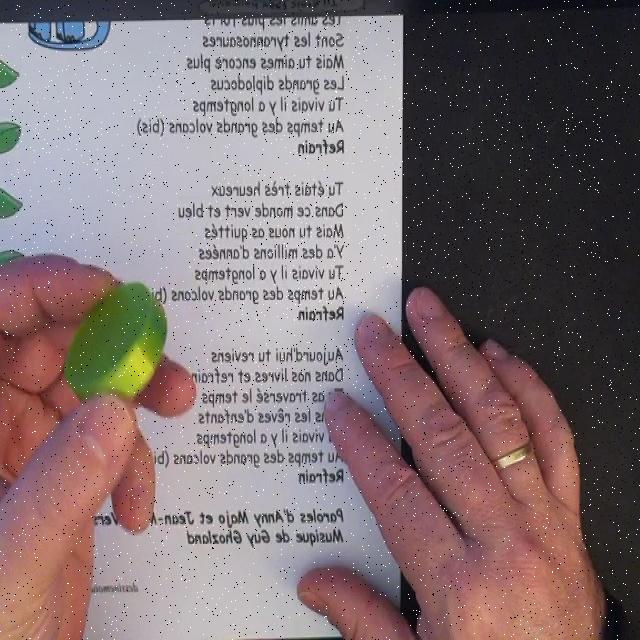 Les amis les plus forts
Sont les tyrannosaures
Mais tu aimes encore plus
Les grands diplodocus
Tu vivais il y a longtemps
Au temps des grands volcans (bis)
Refrain
Tu étais très heureux
Dans ce monde vert et bleu
Mais tu nous as quittés
Y'a des millions d'années
Tu vivais il y a longtemps
Au temps des grands volcans (bi
Refrain
Aujourd'hui tu reviens
Dans nos livres et refrain
as traversé le temps
les rêves d'enfants
vivais il y a longtemps
Au temps des grands volcans (bi
Refrain
Paroles d'Anny Majo et Jean-
Musique de Guy Ghozland